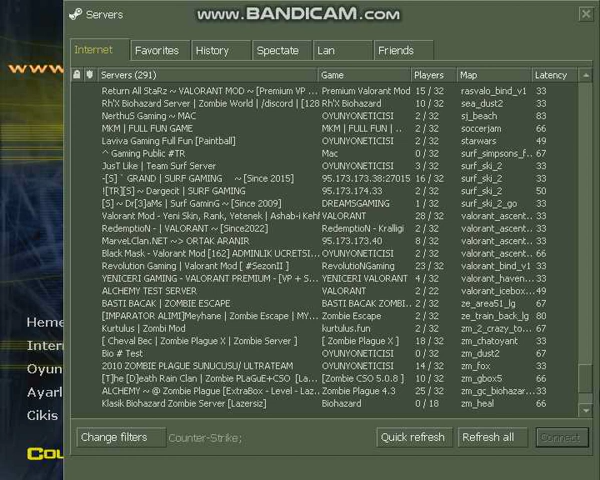 www.BANDICAM.com
Servers
Internet Favorites History Spectate Lan Friends
Servers (291) Game Players Map Latency
Return All StaRz ~ VALORANT MOD ~ [Premium VP ... Premium Valorant Mod 15 / 32 rasvalo_bind_v1 33
Rh'X Biohazard Server | Zombie World | /discord | [128 Rh'X Biohazard 10 / 32 sea_dust2 33
NerthuS Gaming ~ MAC OYUNYONETICISI 2 / 32 sj_beach 83
MKM | FULL FUN GAME MKM | FULL FUN | .. 2 / 32 soccerjam 66
Laviva Gaming Full Fun [Paintball] OYUNYONETICISI 2 / 32 starwars 49
^ Gaming Public #TR Mac 0 / 32 surf_simpsons_f... 67
JusT Like | Team Surf Server OYUNYONETICISI 2 / 32 surf_ski_2 33
-[S] ` GRAND | SURF GAMING ~ [Since 2015] 95.173.173.38:27015 16 / 32 surf_ski_2 33
![TR][S] ~ Dargecit | SURF GAMING 95.173.174.33 2 / 32 surf_ski_2 50
[S] ~ Dr[3]aMs | Surf GaminG ~ [Since 2009] DREAMSGAMING 1 / 32 surf_ski_2_go 33
Valorant Mod - Yeni Skin, Rank, Yetenek | Ashab-i Kehf VALORANT 28 / 32 valorant_ascent... 33
RedemptioN - | VALORANT ~ [Since2022] RedemptioN - Kralligi 2 / 32 valorant_ascent... 33
MarveLClan.NET ~> ORTAK ARANIR 95.173.173.40 8 / 32 valorant_ascent... 33
Black Mask - Valorant Mod [162] ADMINLIK UCRETSI... OYUNYONETICISI 2 / 32 valorant_ascent... 66
Revolution Gaming | Valorant Mod [ #SezonII ] RevolutioNGaming 23 / 32 valorant_bind_v1 33
YENICERI GAMING - VALORANT PREMIUM - [VP + S... YENICERI VALORANT 4 / 32 valorant_haven... 33
ALCHEMY TEST SERVER VALORANT 2 / 22 valorant_icebox... 49
BASTI BACAK | ZOMBIE ESCAPE BASTI BACAK | ZOMBI... 2 / 32 ze_area51_lg 67
[IMPARATOR ALIMI]Meyhane | Zombie Escape | MY... Zombie Escape 2 / 32 ze_train_back_lg 80
Kurtulus | Zombi Mod kurtulus.fun 2 / 32 zm_2_crazy_to... 67
[ Cheval Bec | Zombie Plague X | Zombie Server ] [ Zombie Plague X ] 18 / 32 zm_chatoyant 33
Bio # Test OYUNYONETICISI 0 / 32 zm_dust2 67
2010 ZOMBIE PLAGUE SUNUCUSU/ ULTRATEAM OYUNYONETICISI 14 / 32 zm_fox 33
[T]he [D]eath Rain Clan | Zombie PLaGuE+CSO [La... [Zombie CSO 5.0.8 ] 10 / 32 zm_gbox5 66
ALCHEMY ~ @ Zombie Plague [ExtraBox - Level - Laz.. Zombie Plague 4.3 25 / 32 zm_gc_biohazar... 33
Klasik Biohazard Zombie Server [Lazersiz] Biohazard 0 / 18 zm_heal 66
Change filters Counter-Strike; Quick refresh Refresh all Connect
www
Heme
Inter
Oyun
Ayarl
Cikis
Cou